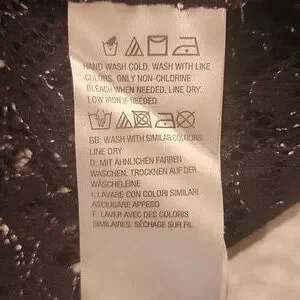 HAND WASH COLD. WASH WITH LIKE
COLORS. ONLY NON-CHLORINE
BLEACH WHEN NEEDED. LINE DRY.
LOW IRON IF NEEDED
GB: WASH WITH SIMILAR COLOURS
LINE DRY
D: MIT ÄHNLICHEN FARBEN
WASCHEN. TROCKNEN AUF DER
WÄSCHELEINE
I: LAVARE CON COLORI SIMILARI.
ASCIUGARE APPESO
F: LAVER AVEC DES COLORIS
SIMILAIRES. SÉCHAGE SUR FIL